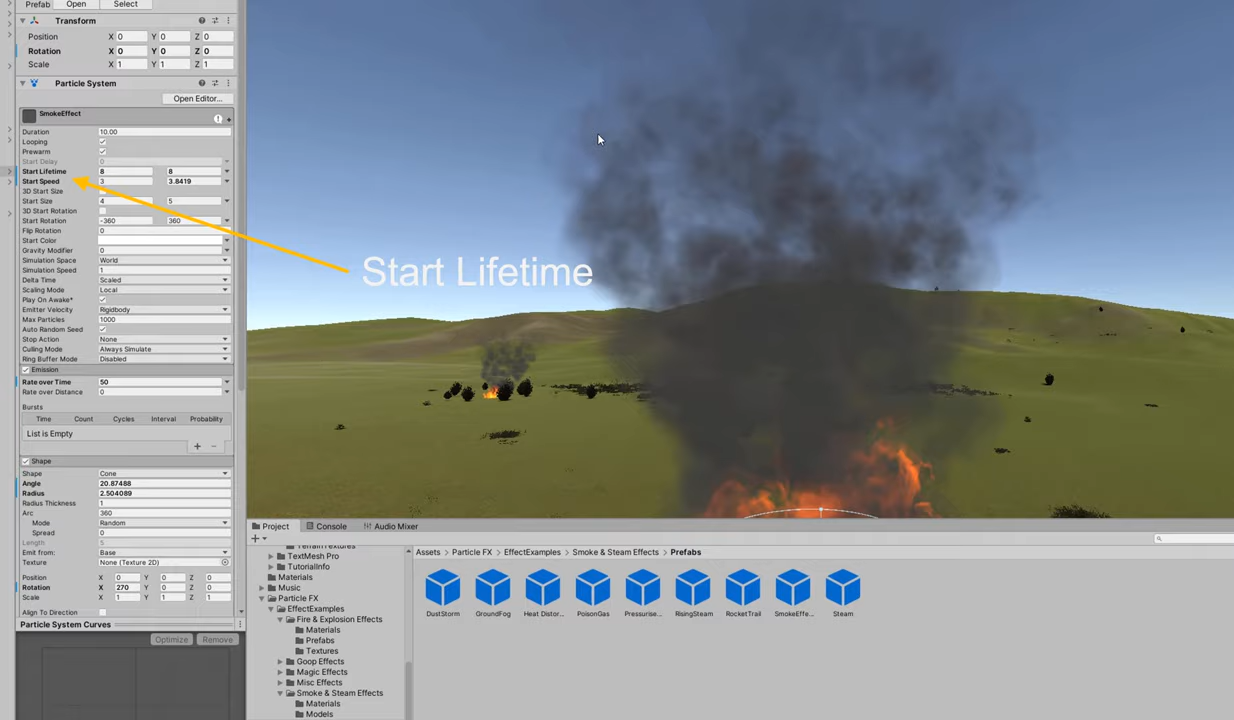 Prefab Open Select
Transform
Position X 0 Y 0 Z 0
Rotation X 0 Y 0 Z 0
Scale X 1 Y 1 Z 1
Particle System
Open Editor...
SmokeEffect
Duration 10.00
Looping
Prewarm
Start Delay 0
Start Lifetime 8 8
Start Speed 3 3.8419
3D Start Size
Start Size 4 5
3D Start Rotation
Start Rotation -360 360
Flip Rotation 0
Start Color
Gravity Modifier 0
Simulation Space World
Simulation Speed 1
Delta Time Scaled
Scaling Mode Local
Play On Awake*
Emitter Velocity Rigidbody
Max Particles 1000
Auto Random Seed
Stop Action None
Culling Mode Always Simulate
Ring Buffer Mode Disabled
Emission
Rate over Time 50
Rate over Distance 0
Bursts
Time Count Cycles Interval Probability
List is Empty
+ −
Shape
Shape Cone
Angle 20.87488
Radius 2.504089
Radius Thickness 1
Arc 360
Mode Random
Spread 0
Length 5
Emit from: Base
Texture None (Texture 2D)
Position X 0 Y 0 Z 0
Rotation X 270 Y 0 Z 0
Scale X 1 Y 1 Z 1
Align To Direction
Particle System Curves
Optimize Remove
Start Lifetime
Project Console Audio Mixer
+
TerrainTextures
TextMesh Pro
TutorialInfo
Materials
Music
Particle FX
EffectExamples
Fire & Explosion Effects
Materials
Prefabs
Textures
Goop Effects
Magic Effects
Misc Effects
Smoke & Steam Effects
Materials
Models
Assets > Particle FX > EffectExamples > Smoke & Steam Effects > Prefabs
DustStorm GroundFog Heat Distor... PoisonGas Pressurise... RisingSteam RocketTrail SmokeEffe... Steam